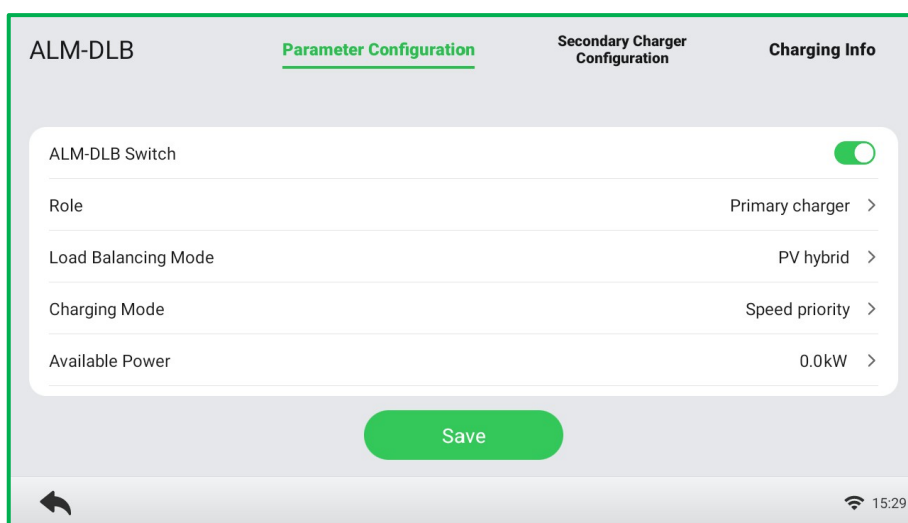 ALM-DLB
Parameter Configuration
Secondary Charger
Configuration
Charging Info
ALM-DLB Switch
Role
Primary charger
Load Balancing Mode
PV hybrid
Charging Mode
Speed priority
Available Power
0.0kW
Save
15:29